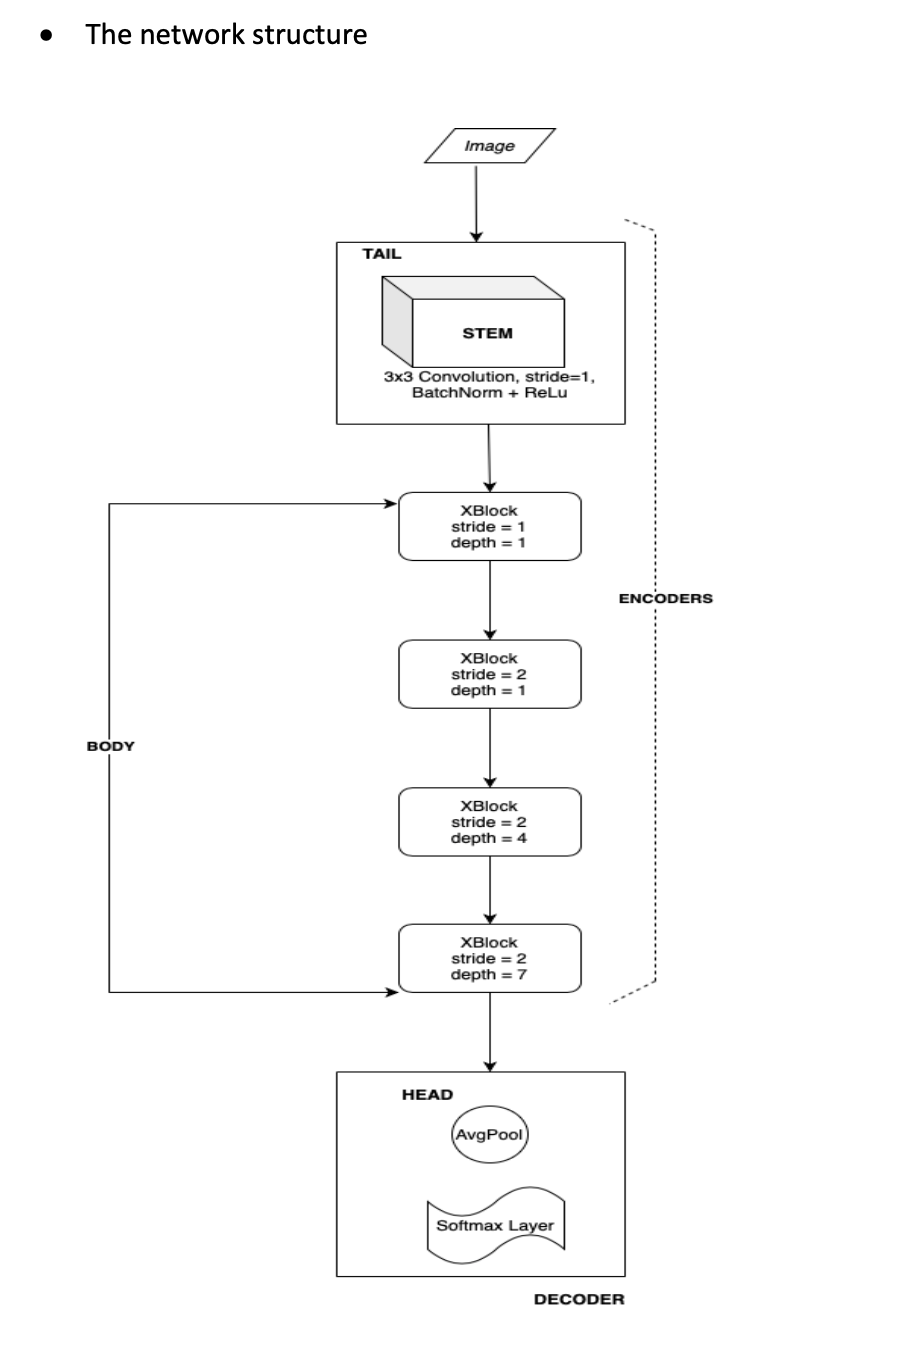 • The network structure
Image
TAIL
STEM
3x3 Convolution, stride=1,
BatchNorm + ReLu
XBlock
stride = 1
depth = 1
ENCODERS
XBlock
stride = 2
depth = 1
BODY
XBlock
stride = 2
depth = 4
XBlock
stride = 2
depth = 7
HEAD
AvgPool
Softmax Layer
DECODER